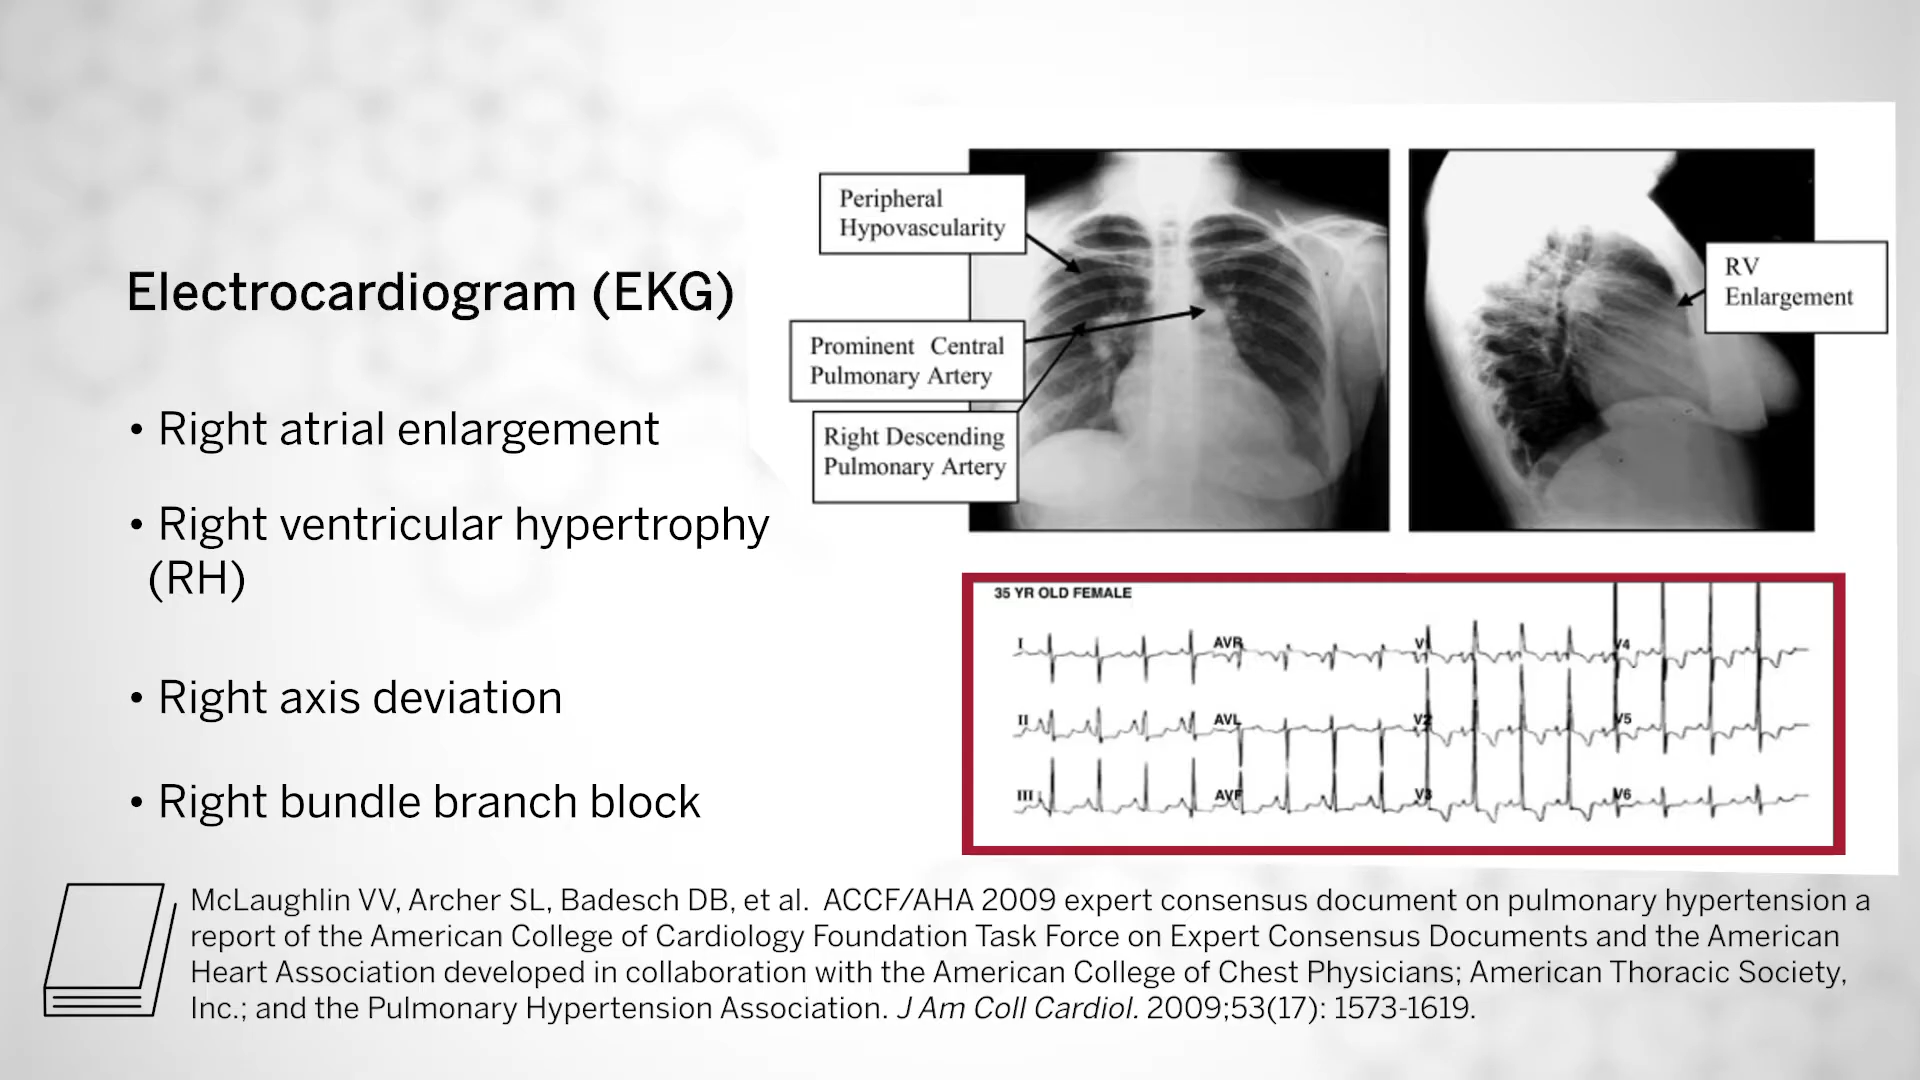 Electrocardiogram (EKG)
• Right atrial enlargement
• Right ventricular hypertrophy
(RH)
• Right axis deviation
• Right bundle branch block
Peripheral
Hypovascularity
Prominent Central
Pulmonary Artery
Right Descending
Pulmonary Artery
RV
Enlargement
35 YR OLD FEMALE
I AVR V1 V4
II AVL V2 V5
III AVF V3 V6
McLaughlin VV, Archer SL, Badesch DB, et al. ACCF/AHA 2009 expert consensus document on pulmonary hypertension a
report of the American College of Cardiology Foundation Task Force on Expert Consensus Documents and the American
Heart Association developed in collaboration with the American College of Chest Physicians; American Thoracic Society,
Inc.; and the Pulmonary Hypertension Association. J Am Coll Cardiol. 2009;53(17): 1573-1619.